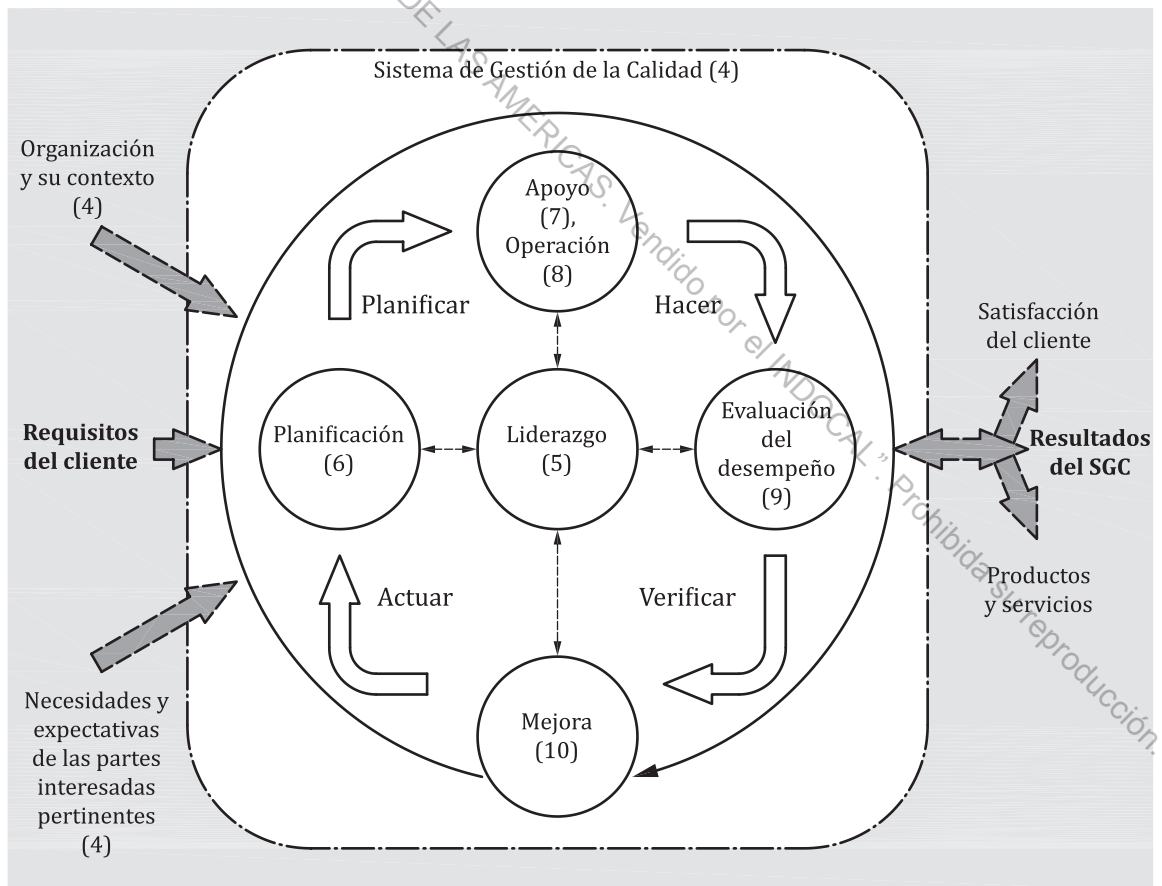 Sistema de Gestión de la Calidad (4)
Organización
y su contexto
(4)
Apoyo
(7),
Operación
(8)
Planificar
Hacer
Satisfacción
del cliente
Requisitos
del cliente
Planificación
(6)
Liderazgo
(5)
Evaluación
del
desempeño
(9)
Resultados
del SGC
Actuar
Verificar
Productos
y servicios
Necesidades y
expectativas
de las partes
interesadas
pertinentes
(4)
Mejora
(10)
DE LAS AMERICAS. Vendido por el INDOCAL”. Prohibida su reproducción.